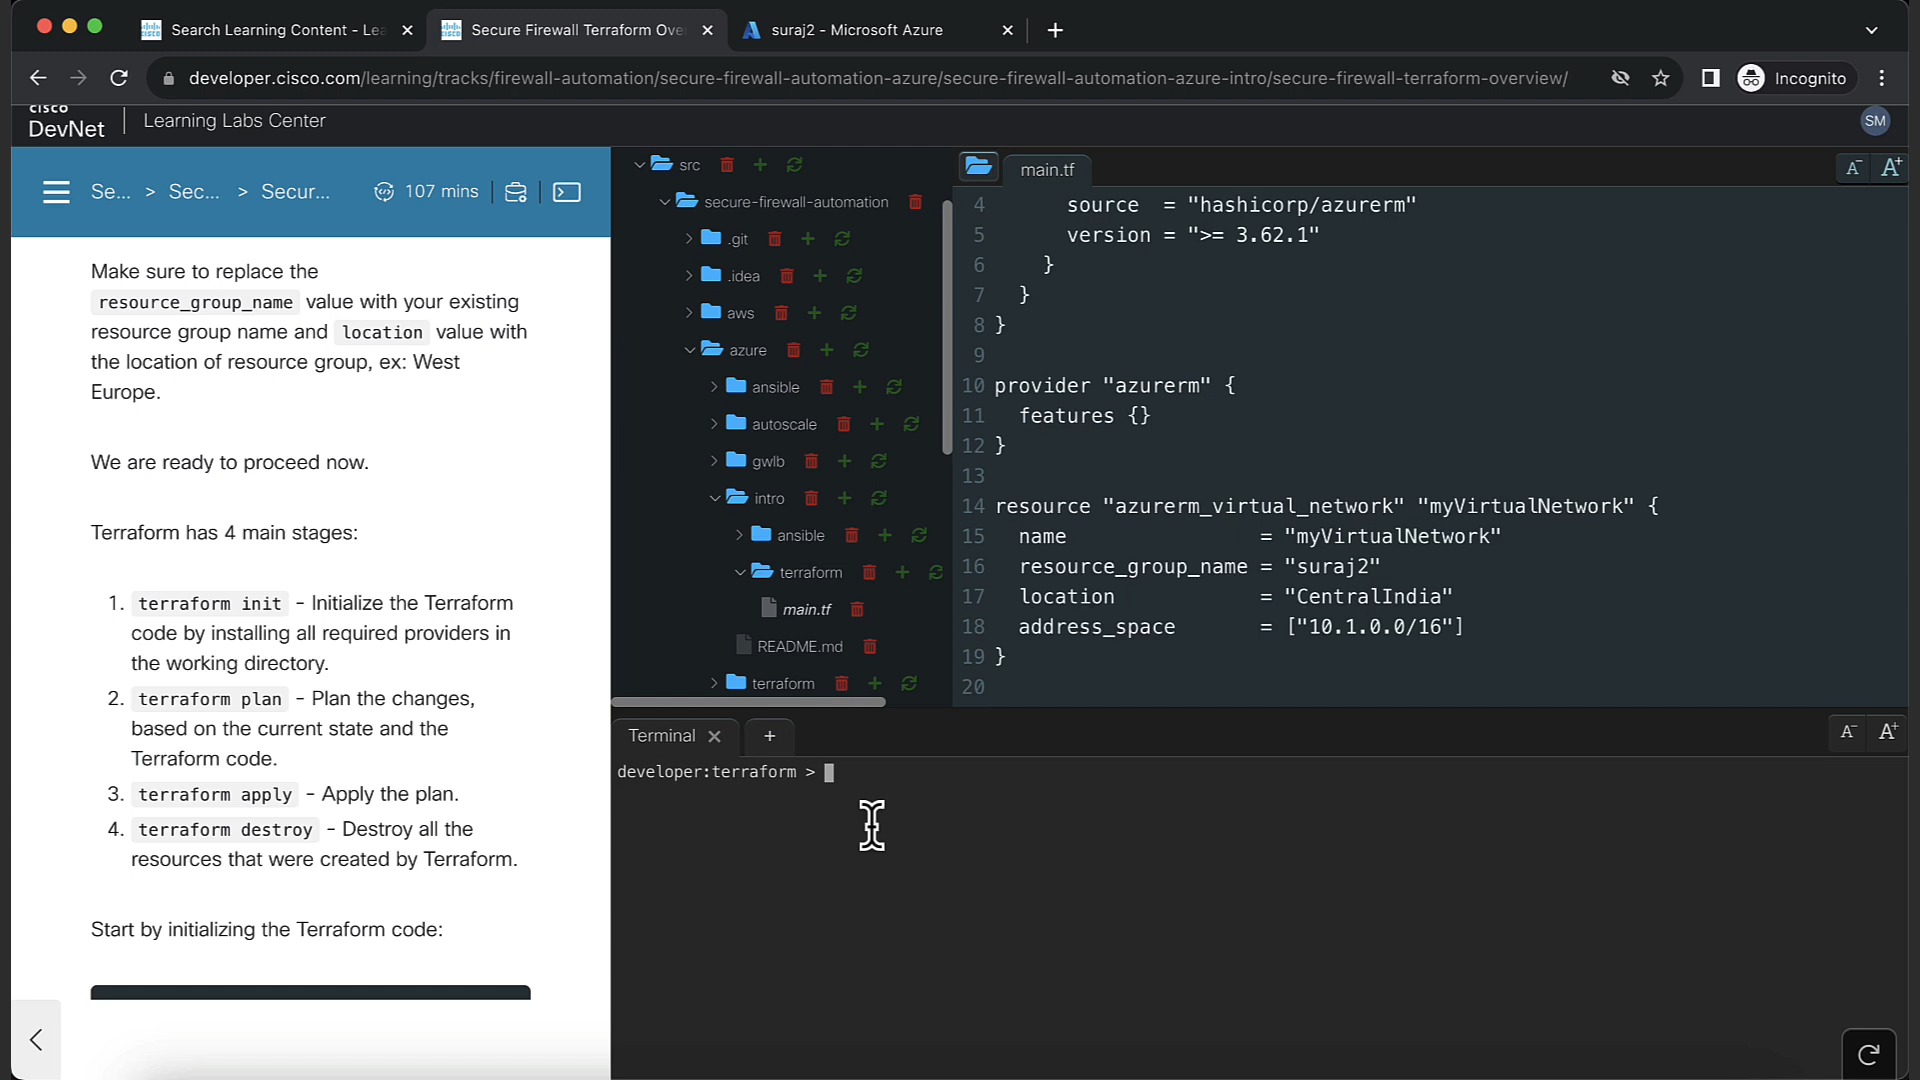 Search Learning Content - Lea
Secure Firewall Terraform Ove
suraj2 - Microsoft Azure
developer.cisco.com/learning/tracks/firewall-automation/secure-firewall-automation-azure/secure-firewall-automation-azure-intro/secure-firewall-terraform-overview/
Incognito
cisco
DevNet
Learning Labs Center
SM
Se... > Sec... > Secur...
107 mins
Make sure to replace the
resource_group_name value with your existing
resource group name and location value with
the location of resource group, ex: West
Europe.
We are ready to proceed now.
Terraform has 4 main stages:
1. terraform init - Initialize the Terraform
code by installing all required providers in
the working directory.
2. terraform plan - Plan the changes,
based on the current state and the
Terraform code.
3. terraform apply - Apply the plan.
4. terraform destroy - Destroy all the
resources that were created by Terraform.
Start by initializing the Terraform code:
src
secure-firewall-automation
.git
.idea
aws
azure
ansible
autoscale
gwlb
intro
ansible
terraform
main.tf
README.md
terraform
main.tf
A- A+
4 source = "hashicorp/azurerm"
5 version = ">= 3.62.1"
6 }
7 }
8 }
9
10 provider "azurerm" {
11 features {}
12 }
13
14 resource "azurerm_virtual_network" "myVirtualNetwork" {
15 name = "myVirtualNetwork"
16 resource_group_name = "suraj2"
17 location = "CentralIndia"
18 address_space = ["10.1.0.0/16"]
19 }
20
Terminal
A- A+
developer:terraform >